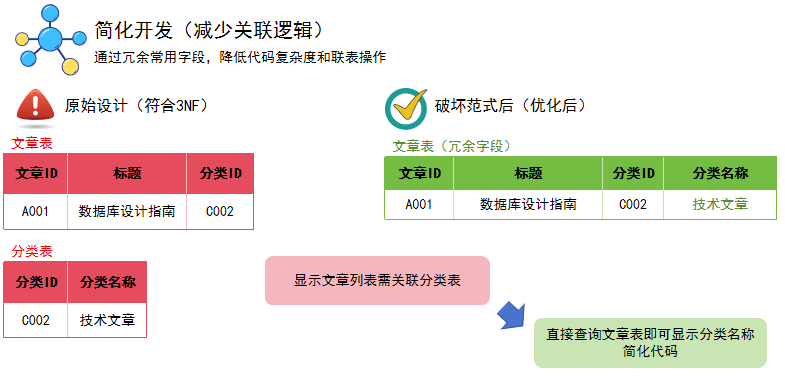 简化开发（减少关联逻辑）
通过冗余常用字段，降低代码复杂度和联表操作
原始设计（符合3NF）
文章表
文章ID 标题 分类ID
A001 数据库设计指南 C002
分类表
分类ID 分类名称
C002 技术文章
破坏范式后（优化后）
文章表（冗余字段）
文章ID 标题 分类ID 分类名称
A001 数据库设计指南 C002 技术文章
显示文章列表需关联分类表
直接查询文章表即可显示分类名称
简化代码